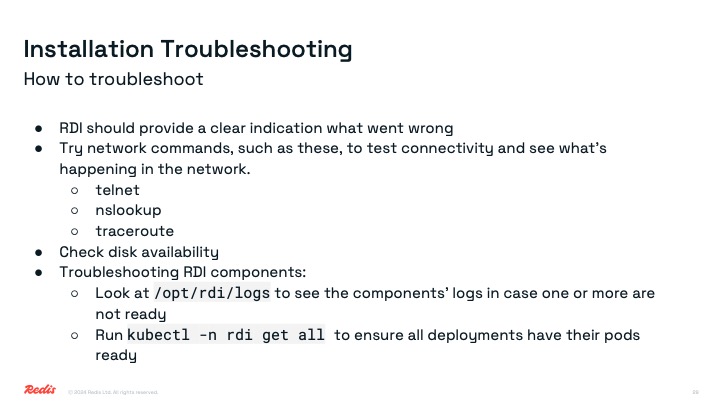 Installation Troubleshooting
How to troubleshoot
● RDI should provide a clear indication what went wrong
● Try network commands, such as these, to test connectivity and see what's
happening in the network.
○ telnet
○ nslookup
○ traceroute
● Check disk availability
● Troubleshooting RDI components:
○ Look at /opt/rdi/logs to see the components' logs in case one or more are
not ready
○ Run kubectl -n rdi get all to ensure all deployments have their pods
ready
Redis © 2024 Redis Ltd. All rights reserved.